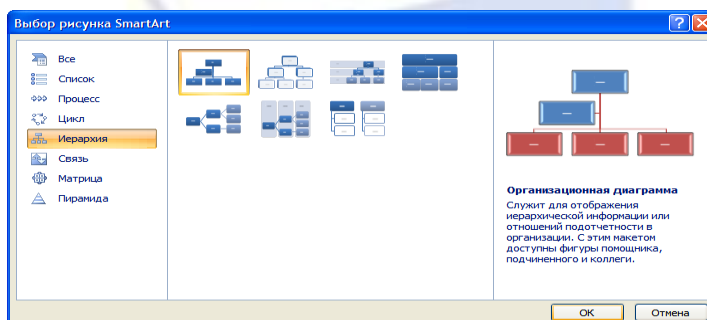 Выбор рисунка SmartArt
Все
Список
Процесс
Цикл
Иерархия
Связь
Матрица
Пирамида
Организационная диаграмма
Служит для отображения
иерархической информации или
отношений подотчетности в
организации. С этим макетом
доступны фигуры помощника,
подчиненного и коллеги.
ОК
Отмена